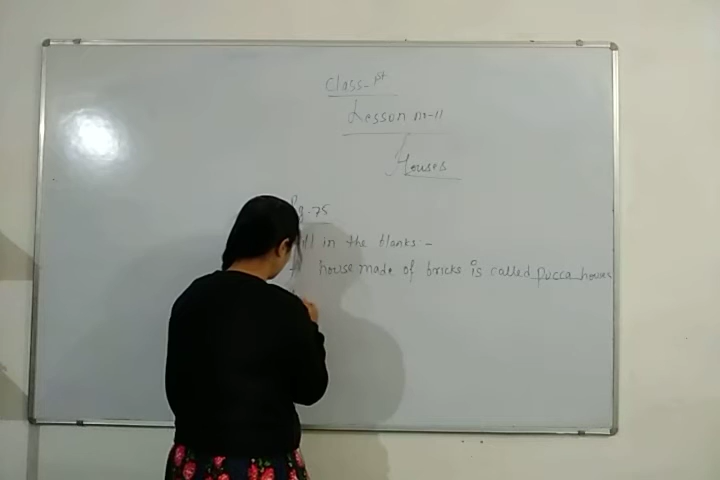 Class- 1st
Lesson no-11
Houses
Pg-75
in the blanks -
house made of bricks is called pucca houses